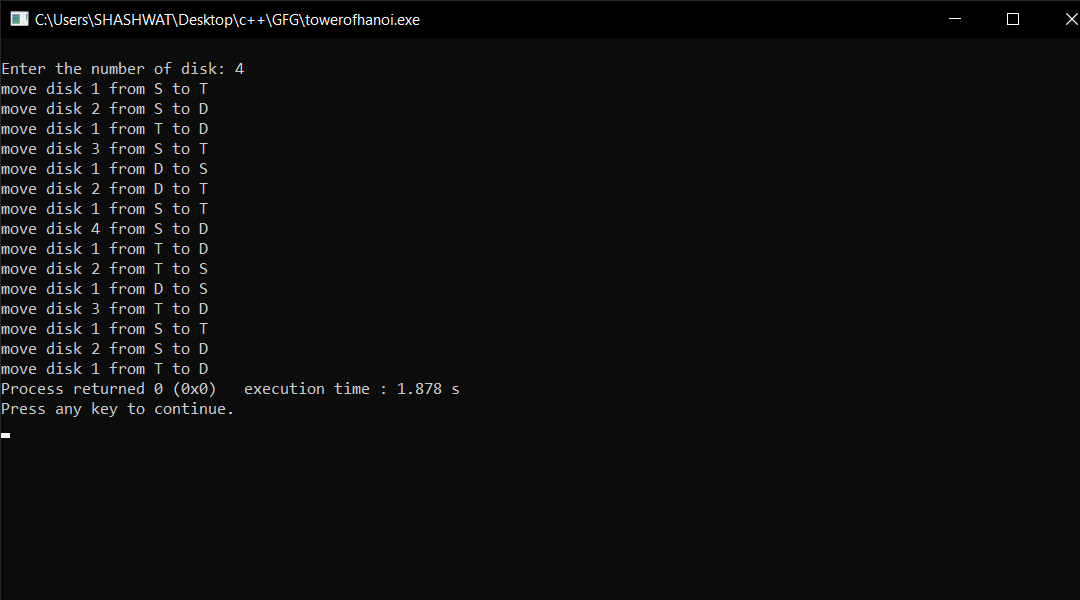 C:\Users\SHASHWAT\Desktop\c++\GFG\towerofhanoi.exe
Enter the number of disk: 4
move disk 1 from S to T
move disk 2 from S to D
move disk 1 from T to D
move disk 3 from S to T
move disk 1 from D to S
move disk 2 from D to T
move disk 1 from S to T
move disk 4 from S to D
move disk 1 from T to D
move disk 2 from T to S
move disk 1 from D to S
move disk 3 from T to D
move disk 1 from S to T
move disk 2 from S to D
move disk 1 from T to D
Process returned 0 (0x0)   execution time : 1.878 s
Press any key to continue.